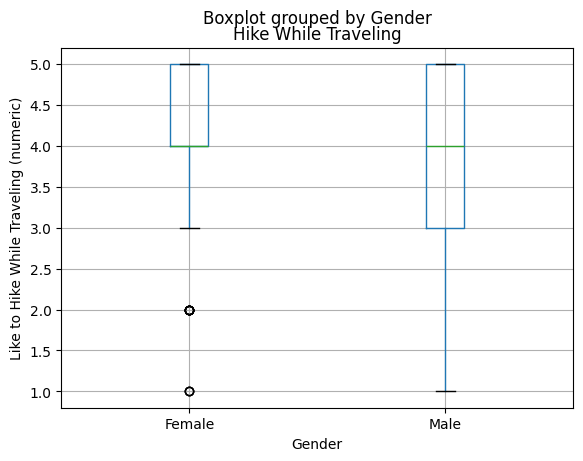 Boxplot grouped by Gender
Hike While Traveling
Like to Hike While Traveling (numeric)
5.0
4.5
4.0
3.5
3.0
2.5
2.0
1.5
1.0
Female
Male
Gender